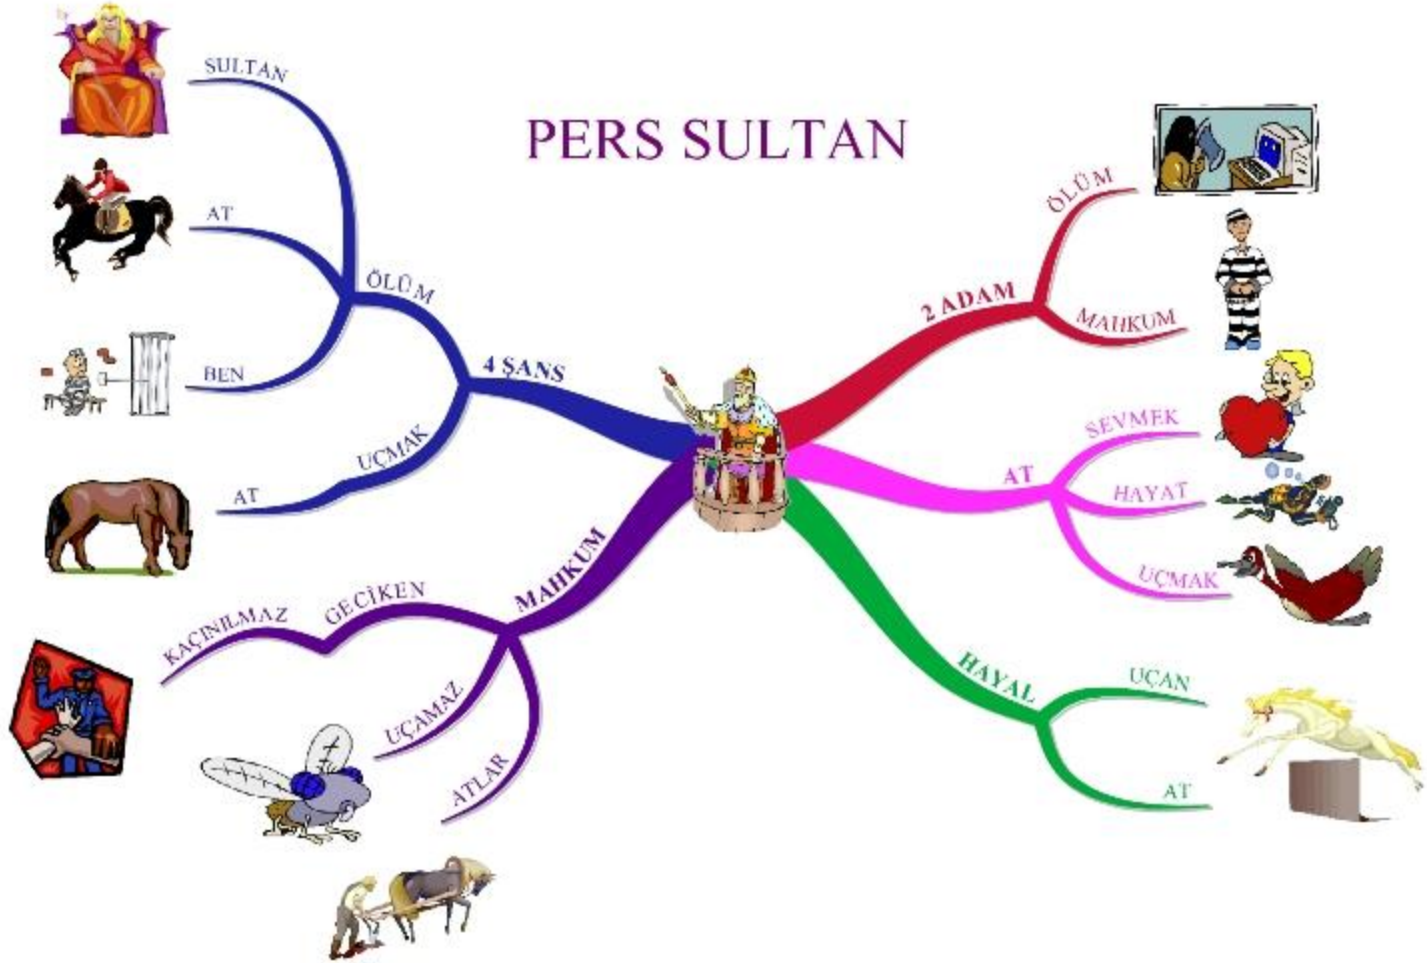 PERS SULTAN
2 ADAM
ÖLÜM
MAHKUM
AT
SEVMEK
HAYAT
UÇMAK
HAYAL
UÇAN
AT
MAHKUM
ATLAR
UÇAMAZ
GECİKEN
KAÇINILMAZ
4 ŞANS
UÇMAK
AT
ÖLÜM
BEN
AT
SULTAN